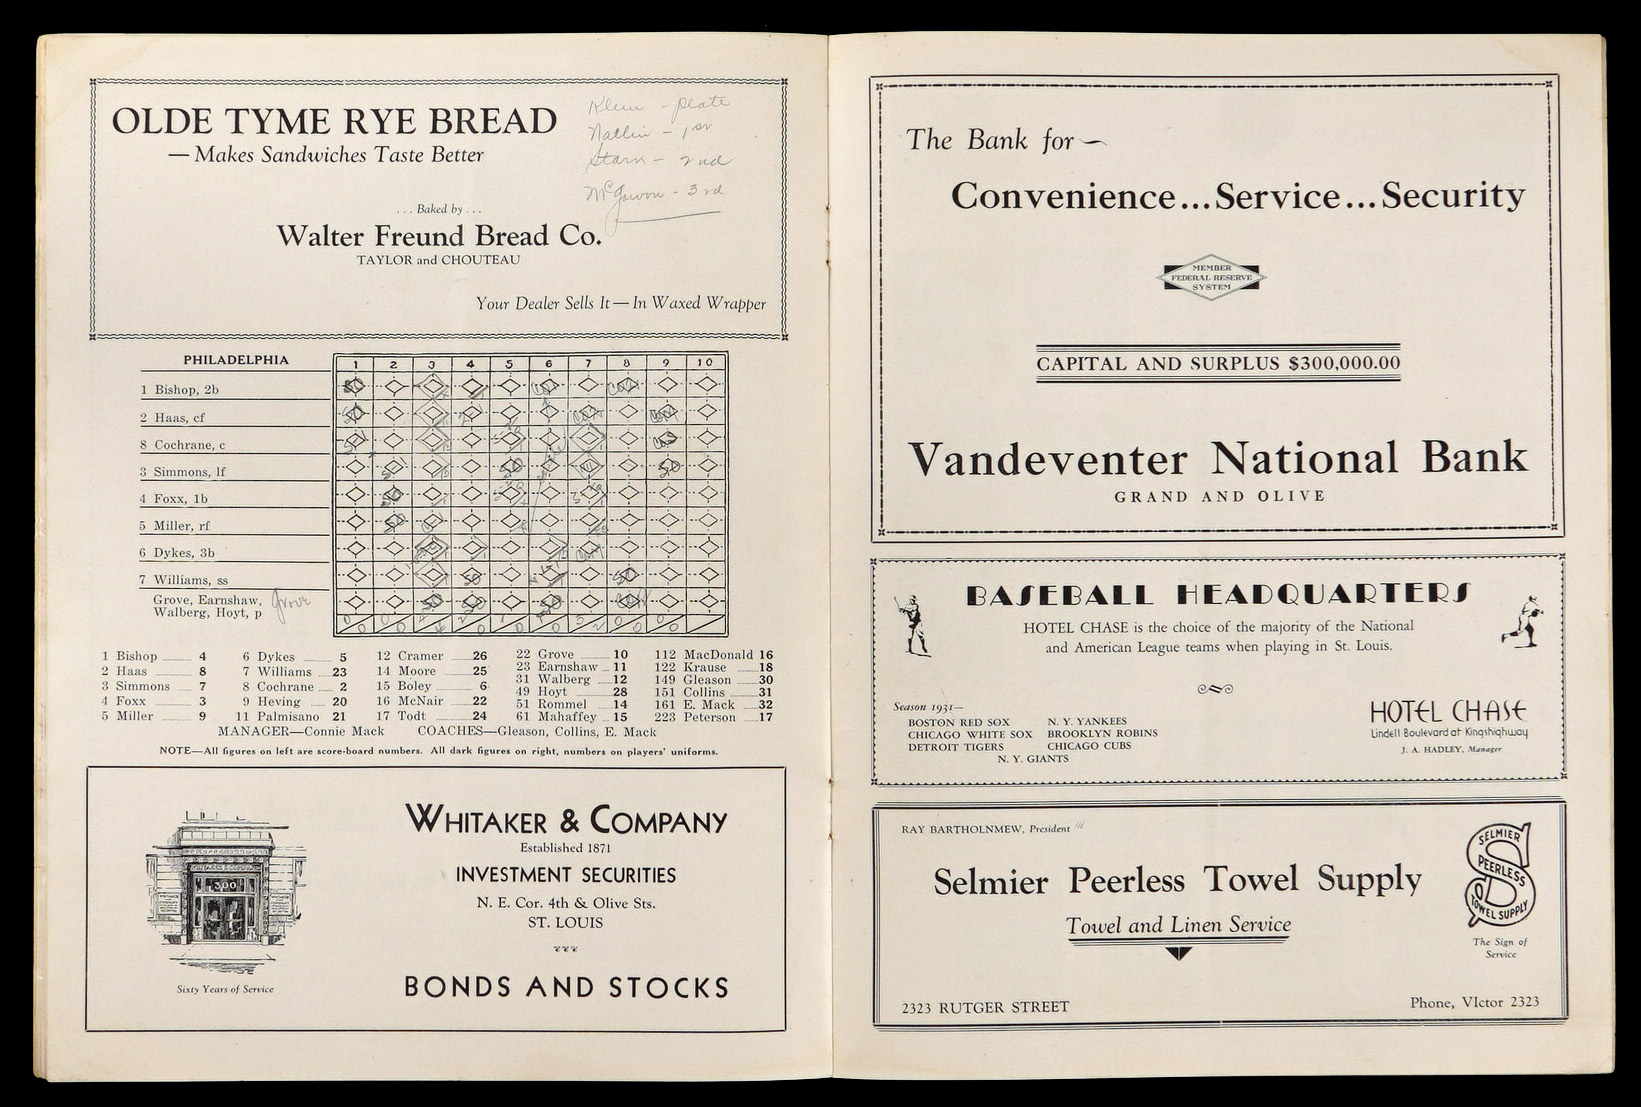 OLDE TYME RYE BREAD
— Makes Sandwiches Taste Better
Klem - plate
Nallin - 1st
Stark - 2nd
McGowan - 3rd
... Baked by ...
Walter Freund Bread Co.
TAYLOR and CHOUTEAU
Your Dealer Sells It — In Waxed Wrapper
PHILADELPHIA 1 2 3 4 5 6 7 8 9 10
1 Bishop, 2b
2 Haas, cf
8 Cochrane, c
3 Simmons, lf
4 Foxx, 1b
5 Miller, rf
6 Dykes, 3b
7 Williams, ss
Grove, Earnshaw, Grove
Walberg, Hoyt, p
1 Bishop 4
2 Haas 8
3 Simmons 7
4 Foxx 3
5 Miller 9
6 Dykes 5
7 Williams 23
8 Cochrane 2
9 Heving 20
11 Palmisano 21
12 Cramer 26
14 Moore 25
15 Boley 6
16 McNair 22
17 Todt 24
22 Grove 10
23 Earnshaw 11
31 Walberg 12
49 Hoyt 28
51 Rommel 14
61 Mahaffey 15
112 MacDonald 16
122 Krause 18
149 Gleason 30
151 Collins 31
161 E. Mack 32
223 Peterson 17
MANAGER—Connie Mack COACHES—Gleason, Collins, E. Mack
NOTE—All figures on left are score-board numbers. All dark figures on right, numbers on players' uniforms.
300
Sixty Years of Service
WHITAKER & COMPANY
Established 1871
INVESTMENT SECURITIES
N. E. Cor. 4th & Olive Sts.
ST. LOUIS
BONDS AND STOCKS
The Bank for —
Convenience...Service...Security
MEMBER
FEDERAL RESERVE
SYSTEM
CAPITAL AND SURPLUS $300,000.00
Vandeventer National Bank
GRAND AND OLIVE
BASEBALL HEADQUARTERS
HOTEL CHASE is the choice of the majority of the National
and American League teams when playing in St. Louis.
Season 1931—
BOSTON RED SOX
CHICAGO WHITE SOX
DETROIT TIGERS
N. Y. YANKEES
BROOKLYN ROBINS
CHICAGO CUBS
N. Y. GIANTS
HOTEL CHASE
Lindell Boulevard at Kingshighway
J. A. HADLEY, Manager
RAY BARTHOLNMEW, President
Selmier Peerless Towel Supply
Towel and Linen Service
SELMIER
PEERLESS
TOWEL SUPPLY
The Sign of
Service
2323 RUTGER STREET
Phone, VIctor 2323